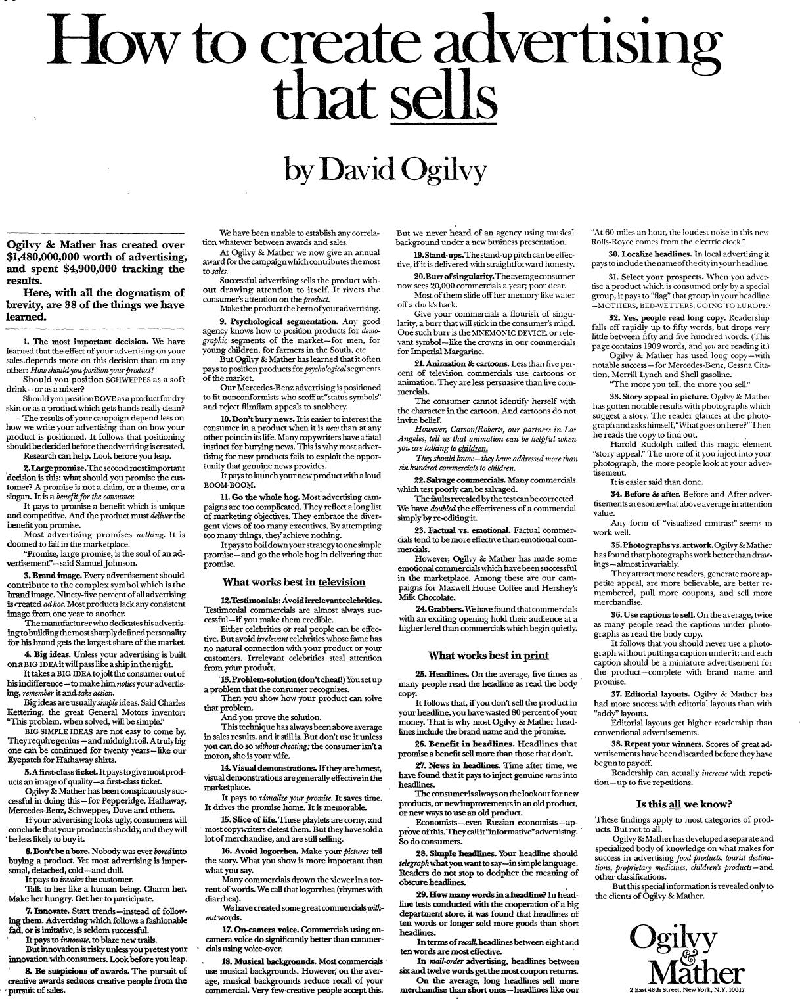 How to create advertising
that sells
by David Ogilvy
Ogilvy & Mather has created over
$1,480,000,000 worth of advertising,
and spent $4,900,000 tracking the
results.
Here, with all the dogmatism of
brevity, are 38 of the things we have
learned.
1. The most important decision. We have
learned that the effect of your advertising on your
sales depends more on this decision than on any
other: How should you position your product?
Should you position SCHWEPPES as a soft
drink—or as a mixer?
Should you position DOVE as a product for dry
skin or as a product which gets hands really clean?
The results of your campaign depend less on
how we write your advertising than on how your
product is positioned. It follows that positioning
should be decided before the advertising is created.
Research can help. Look before you leap.
2. Large promise. The second most important
decision is this: what should you promise the cus-
tomer? A promise is not a claim, or a theme, or a
slogan. It is a benefit for the consumer.
It pays to promise a benefit which is unique
and competitive. And the product must deliver the
benefit you promise.
Most advertising promises nothing. It is
doomed to fail in the marketplace.
"Promise, large promise, is the soul of an ad-
vertisement"—said Samuel Johnson.
3. Brand image. Every advertisement should
contribute to the complex symbol which is the
brand image. Ninety-five percent of all advertising
is created ad hoc. Most products lack any consistent
image from one year to another.
The manufacturer who dedicates his advertis-
ing to building the most sharply defined personality
for his brand gets the largest share of the market.
4. Big ideas. Unless your advertising is built
on a BIG IDEA it will pass like a ship in the night.
It takes a BIG IDEA to jolt the consumer out of
his indifference—to make him notice your advertis-
ing, remember it and take action.
Big ideas are usually simple ideas. Said Charles
Kettering, the great General Motors inventor:
"This problem, when solved, will be simple."
BIG SIMPLE IDEAS are not easy to come by.
They require genius—and midnight oil. A truly big
one can be continued for twenty years—like our
Eyepatch for Hathaway shirts.
5. A first-class ticket. It pays to give most prod-
ucts an image of quality—a first-class ticket.
Ogilvy & Mather has been conspicuously suc-
cessful in doing this—for Pepperidge, Hathaway,
Mercedes-Benz, Schweppes, Dove and others.
If your advertising looks ugly, consumers will
conclude that your product is shoddy, and they will
be less likely to buy it.
6. Don't be a bore. Nobody was ever bored into
buying a product. Yet most advertising is imper-
sonal, detached, cold—and dull.
It pays to involve the customer.
Talk to her like a human being. Charm her.
Make her hungry. Get her to participate.
7. Innovate. Start trends—instead of follow-
ing them. Advertising which follows a fashionable
fad, or is imitative, is seldom successful.
It pays to innovate, to blaze new trails.
But innovation is risky unless you pretest your
innovation with consumers. Look before you leap.
8. Be suspicious of awards. The pursuit of
creative awards seduces creative people from the
pursuit of sales.
We have been unable to establish any correla-
tion whatever between awards and sales.
At Ogilvy & Mather we now give an annual
award for the campaign which contributes the most
to sales.
Successful advertising sells the product with-
out drawing attention to itself. It rivets the
consumer's attention on the product.
Make the product the hero of your advertising.
9. Psychological segmentation. Any good
agency knows how to position products for demo-
graphic segments of the market—for men, for
young children, for farmers in the South, etc.
But Ogilvy & Mather has learned that it often
pays to position products for psychological segments
of the market.
Our Mercedes-Benz advertising is positioned
to fit nonconformists who scoff at "status symbols"
and reject flimflam appeals to snobbery.
10. Don't bury news. It is easier to interest the
consumer in a product when it is new than at any
other point in its life. Many copywriters have a fatal
instinct for burying news. This is why most adver-
tising for new products fails to exploit the oppor-
tunity that genuine news provides.
It pays to launch your new product with a loud
BOOM-BOOM.
11. Go the whole hog. Most advertising cam-
paigns are too complicated. They reflect a long list
of marketing objectives. They embrace the diver-
gent views of too many executives. By attempting
too many things, they achieve nothing.
It pays to boil down your strategy to one simple
promise—and go the whole hog in delivering that
promise.
What works best in television
12. Testimonials: Avoid irrelevant celebrities.
Testimonial commercials are almost always suc-
cessful—if you make them credible.
Either celebrities or real people can be effec-
tive. But avoid irrelevant celebrities whose fame has
no natural connection with your product or your
customers. Irrelevant celebrities steal attention
from your product.
13. Problem-solution (don't cheat!) You set up
a problem that the consumer recognizes.
Then you show how your product can solve
that problem.
And you prove the solution.
This technique has always been above average
in sales results, and it still is. But don't use it unless
you can do so without cheating; the consumer isn't a
moron, she is your wife.
14. Visual demonstrations. If they are honest,
visual demonstrations are generally effective in the
marketplace.
It pays to visualize your promise. It saves time.
It drives the promise home. It is memorable.
15. Slice of life. These playlets are corny, and
most copywriters detest them. But they have sold a
lot of merchandise, and are still selling.
16. Avoid logorrhea. Make your pictures tell
the story. What you show is more important than
what you say.
Many commercials drown the viewer in a tor-
rent of words. We call that logorrhea (rhymes with
diarrhea).
We have created some great commercials with-
out words.
17. On-camera voice. Commercials using on-
camera voice do significantly better than commer-
cials using voice-over.
18. Musical backgrounds. Most commercials
use musical backgrounds. However, on the aver-
age, musical backgrounds reduce recall of your
commercial. Very few creative people accept this.
But we never heard of an agency using musical
background under a new business presentation.
19. Stand-ups. The stand-up pitch can be effec-
tive, if it is delivered with straightforward honesty.
20. Burr of singularity. The average consumer
now sees 20,000 commercials a year; poor dear.
Most of them slide off her memory like water
off a duck's back.
Give your commercials a flourish of singu-
larity, a burr that will stick in the consumer's mind.
One such burr is the MNEMONIC DEVICE, or rele-
vant symbol—like the crowns in our commercials
for Imperial Margarine.
21. Animation & cartoons. Less than five per-
cent of television commercials use cartoons or
animation. They are less persuasive than live com-
mercials.
The consumer cannot identify herself with
the character in the cartoon. And cartoons do not
invite belief.
However, Carson/Roberts, our partners in Los
Angeles, tell us that animation can be helpful when
you are talking to children.
They should know—they have addressed more than
six hundred commercials to children.
22. Salvage commercials. Many commercials
which test poorly can be salvaged.
The faults revealed by the test can be corrected.
We have doubled the effectiveness of a commercial
simply by re-editing it.
23. Factual vs. emotional. Factual commer-
cials tend to be more effective than emotional com-
mercials.
However, Ogilvy & Mather has made some
emotional commercials which have been successful
in the marketplace. Among these are our cam-
paigns for Maxwell House Coffee and Hershey's
Milk Chocolate.
24. Grabbers. We have found that commercials
with an exciting opening hold their audience at a
higher level than commercials which begin quietly.
What works best in print
25. Headlines. On the average, five times as
many people read the headline as read the body
copy.
It follows that, if you don't sell the product in
your headline, you have wasted 80 percent of your
money. That is why most Ogilvy & Mather head-
lines include the brand name and the promise.
26. Benefit in headlines. Headlines that
promise a benefit sell more than those that don't.
27. News in headlines. Time after time, we
have found that it pays to inject genuine news into
headlines.
The consumer is always on the lookout for new
products, or new improvements in an old product,
or new ways to use an old product.
Economists—even Russian economists—ap-
prove of this. They call it "informative" advertising.
So do consumers.
28. Simple headlines. Your headline should
telegraph what you want to say—in simple language.
Readers do not stop to decipher the meaning of
obscure headlines.
29. How many words in a headline? In head-
line tests conducted with the cooperation of a big
department store, it was found that headlines of
ten words or longer sold more goods than short
headlines.
In terms of recall, headlines between eight and
ten words are most effective.
In mail-order advertising, headlines between
six and twelve words get the most coupon returns.
On the average, long headlines sell more
merchandise than short ones—headlines like our
"At 60 miles an hour, the loudest noise in this new
Rolls-Royce comes from the electric clock."
30. Localize headlines. In local advertising it
pays to include the name of the city in your headline.
31. Select your prospects. When you adver-
tise a product which is consumed only by a special
group, it pays to "flag" that group in your headline
—MOTHERS, BED-WETTERS, GOING TO EUROPE?
32. Yes, people read long copy. Readership
falls off rapidly up to fifty words, but drops very
little between fifty and five hundred words. (This
page contains 1909 words, and you are reading it.)
Ogilvy & Mather has used long copy—with
notable success—for Mercedes-Benz, Cessna Cita-
tion, Merrill Lynch and Shell gasoline.
"The more you tell, the more you sell."
33. Story appeal in picture. Ogilvy & Mather
has gotten notable results with photographs which
suggest a story. The reader glances at the photo-
graph and asks himself, "What goes on here?" Then
he reads the copy to find out.
Harold Rudolph called this magic element
"story appeal." The more of it you inject into your
photograph, the more people look at your adver-
tisement.
It is easier said than done.
34. Before & after. Before and After adver-
tisements are somewhat above average in attention
value.
Any form of "visualized contrast" seems to
work well.
35. Photographs vs. artwork. Ogilvy & Mather
has found that photographs work better than draw-
ings—almost invariably.
They attract more readers, generate more ap-
petite appeal, are more believable, are better re-
membered, pull more coupons, and sell more
merchandise.
36. Use captions to sell. On the average, twice
as many people read the captions under photo-
graphs as read the body copy.
It follows that you should never use a photo-
graph without putting a caption under it; and each
caption should be a miniature advertisement for
the product—complete with brand name and
promise.
37. Editorial layouts. Ogilvy & Mather has
had more success with editorial layouts than with
"addy" layouts.
Editorial layouts get higher readership than
conventional advertisements.
38. Repeat your winners. Scores of great ad-
vertisements have been discarded before they have
begun to pay off.
Readership can actually increase with repeti-
tion—up to five repetitions.
Is this all we know?
These findings apply to most categories of prod-
ucts. But not to all.
Ogilvy & Mather has developed a separate and
specialized body of knowledge on what makes for
success in advertising food products, tourist destina-
tions, proprietary medicines, children's products—and
other classifications.
But this special information is revealed only to
the clients of Ogilvy & Mather.
Ogilvy
&
Mather
2 East 48th Street, New York, N.Y. 10017